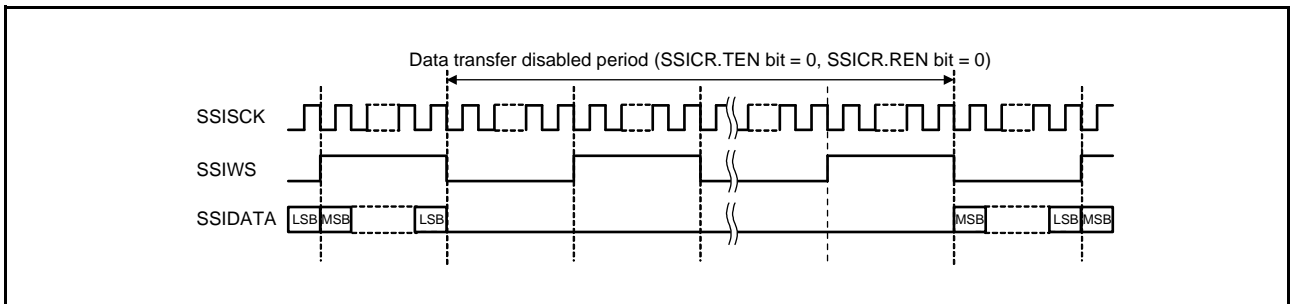 Data transfer disabled period (SSICR.TEN bit = 0, SSICR.REN bit = 0)
SSISCK
SSIWS
SSIDATA LSB MSB LSB MSB LSB MSB